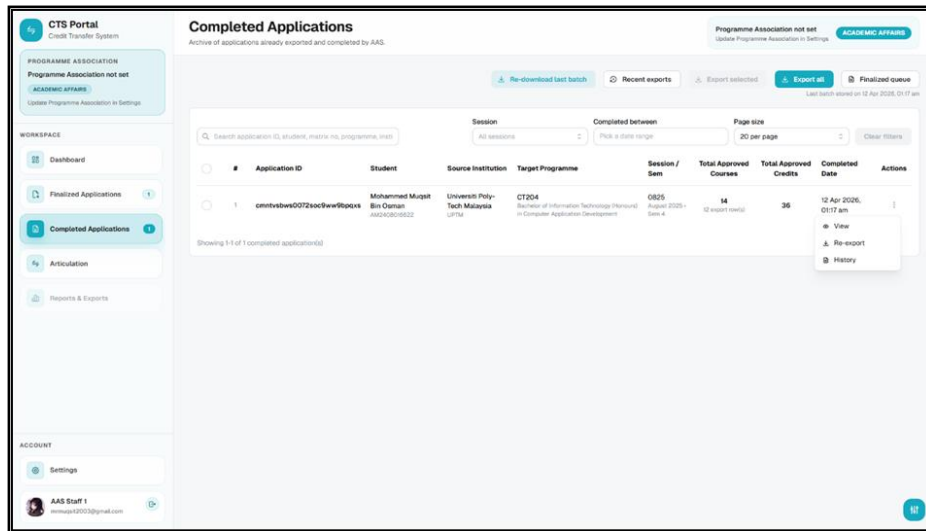 CTS Portal
Credit Transfer System
PROGRAMME ASSOCIATION
Programme Association not set
ACADEMIC AFFAIRS
Update Programme Association in Settings
WORKSPACE
Dashboard
Finalized Applications 1
Completed Applications 1
Articulation
Reports & Exports
ACCOUNT
Settings
AAS Staff 1
Completed Applications
Archive of applications already exported and completed by AAS.
Programme Association not set
Update Programme Association in Settings
ACADEMIC AFFAIRS
Re-download last batch
Recent exports
Export selected
Export all
Finalized queue
Last batch stored on 12 Apr 2026, 01:17 am
Session
Completed between
Page size
Search application ID, student, matrix no, programme, insti
All sessions
Pick a date range
20 per page
Clear filters
# Application ID Student Source Institution Target Programme Session / Sem Total Approved Courses Total Approved Credits Completed Date Actions
1
Mohammed Muqsit Bin Osman
Universiti Poly-Tech Malaysia
UPTM
CT204
Bachelor of Information Technology (Honours) in Computer Application Development
0825
August 2025 - Sem 4
14
12 export row(s)
36
12 Apr 2026, 01:17 am
View
Re-export
History
Showing 1-1 of 1 completed application(s)